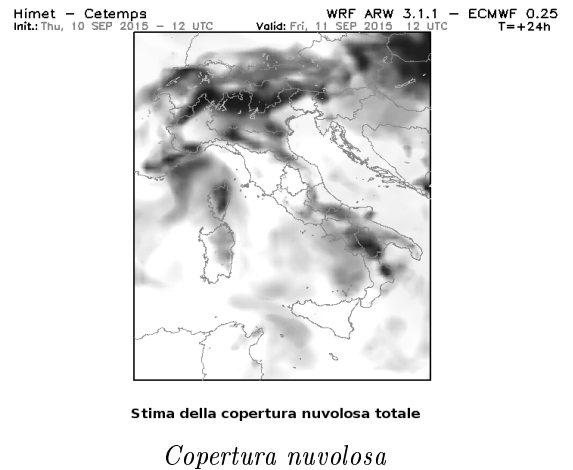 Himet – Cetemps WRF ARW 3.1.1 – ECMWF 0.25
Init.: Thu, 10 SEP 2015 – 12 UTC Valid: Fri, 11 SEP 2015 12 UTC T=+24h
Stima della copertura nuvolosa totale
Copertura nuvolosa